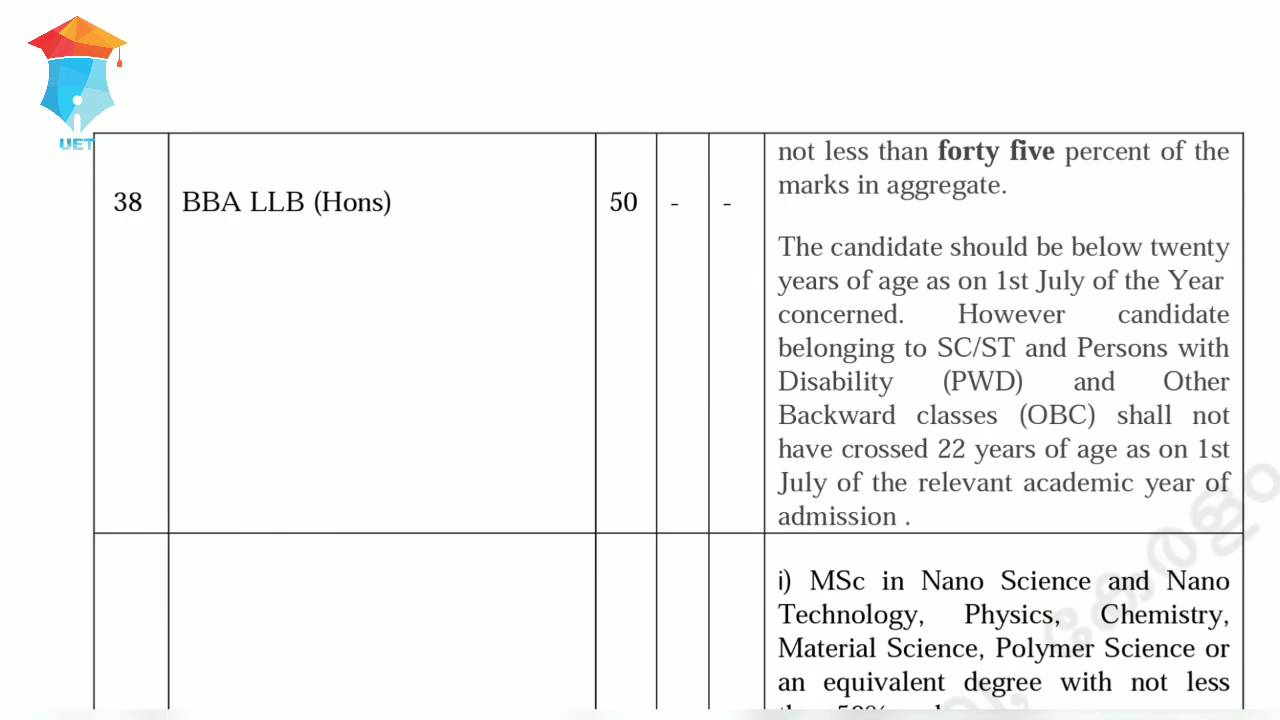 UET
not less than forty five percent of the
marks in aggregate.
38 BBA LLB (Hons) 50 - -
The candidate should be below twenty
years of age as on 1st July of the Year
concerned. However candidate
belonging to SC/ST and Persons with
Disability (PWD) and Other
Backward classes (OBC) shall not
have crossed 22 years of age as on 1st
July of the relevant academic year of
admission .
i) MSc in Nano Science and Nano
Technology, Physics, Chemistry,
Material Science, Polymer Science or
an equivalent degree with not less